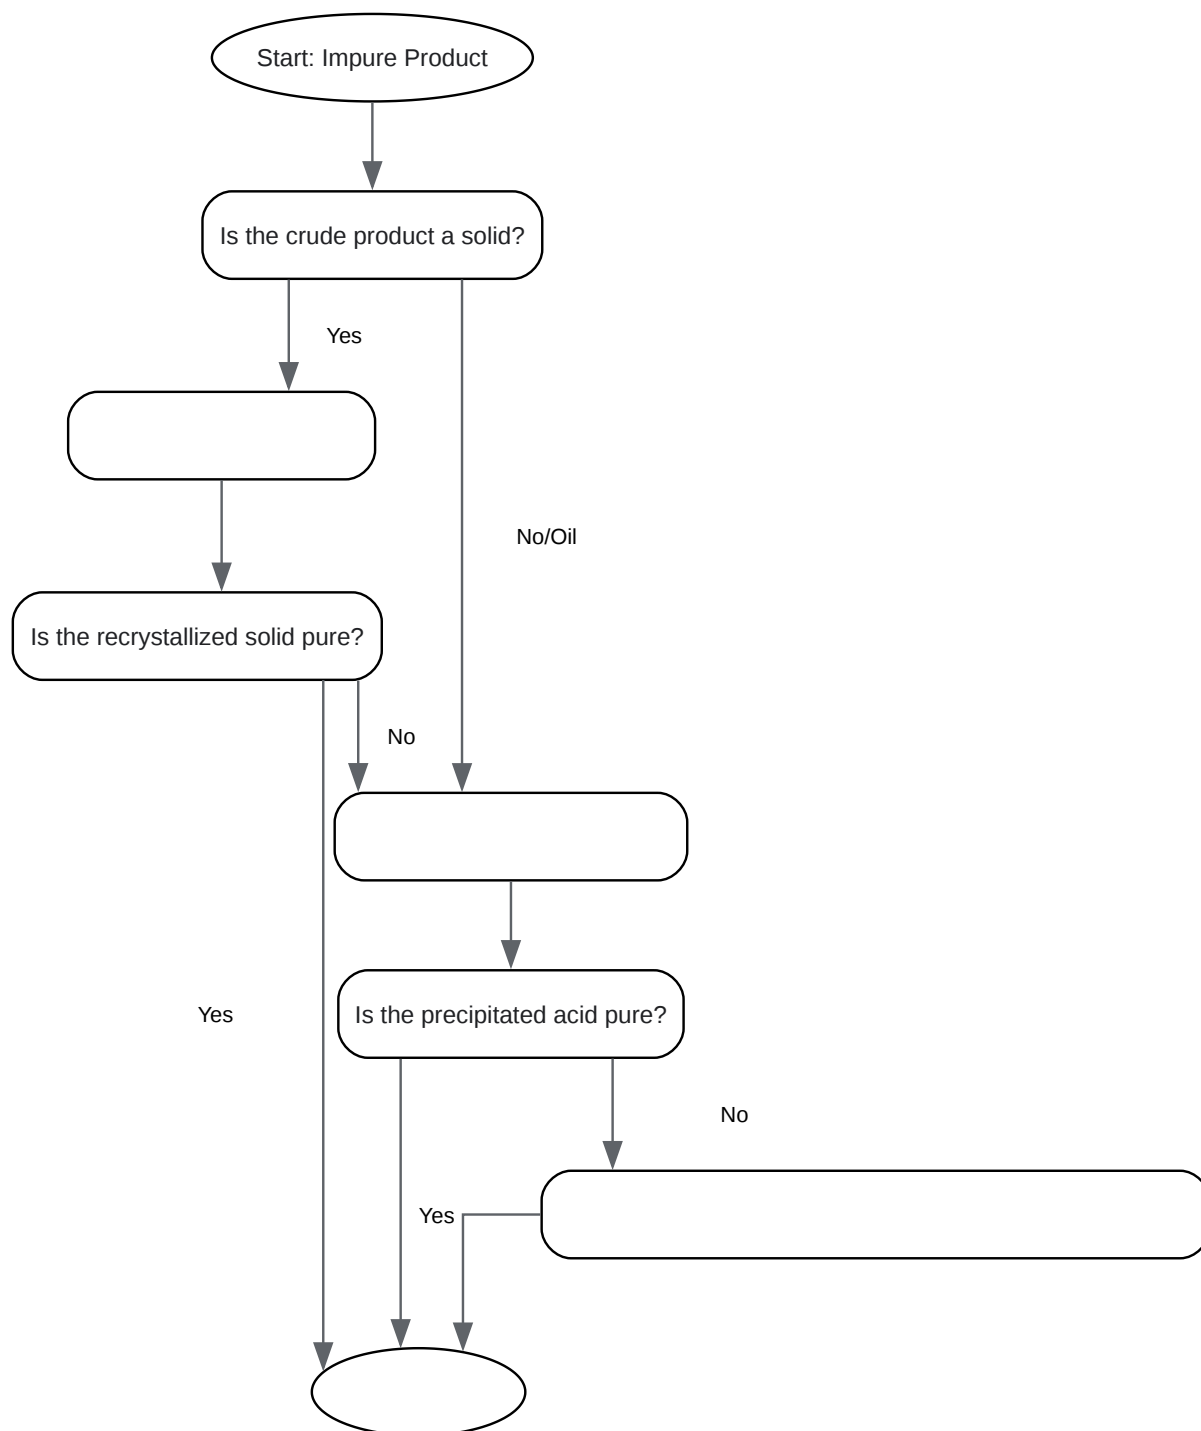 Start: Impure Product
Is the crude product a solid?
Yes
No/Oil
Is the recrystallized solid pure?
No
Yes
Is the precipitated acid pure?
No
Yes